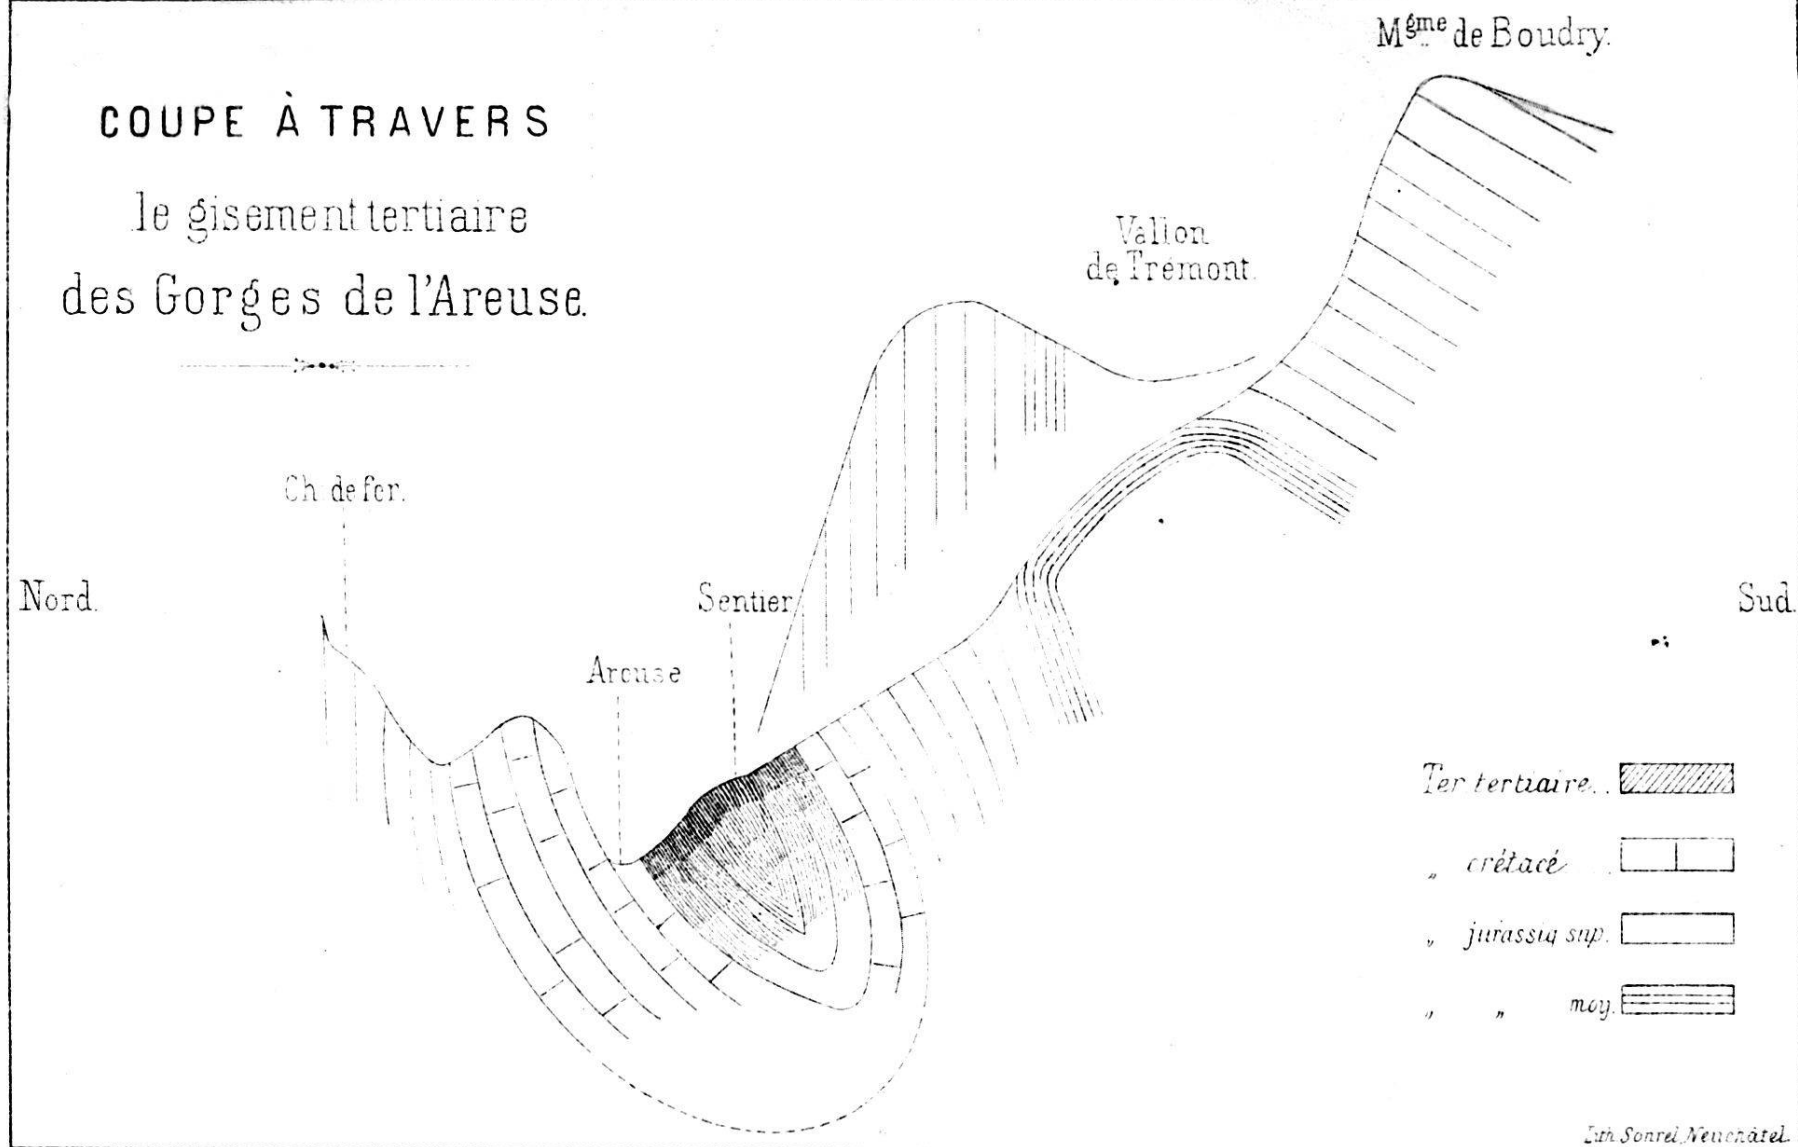 COUPE À TRAVERS
le gisement tertiaire
des Gorges de l'Areuse.
Mgme de Boudry.
Vallon
de Trémont.
Ch de fer.
Nord.
Sentier
Sud.
Areuse
Ter tertiaire.
„ crétacé
„ jurassiq sup.
„ „ moy.
Lith. Sonrel, Neuchâtel.